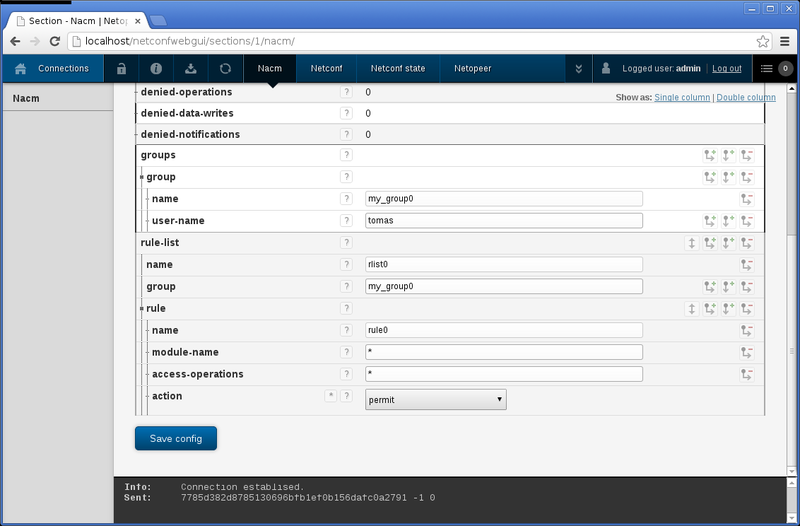 Section - Nacm | Netop
localhost/netconfwebgui/sections/1/nacm/
Connections
Nacm
Netconf
Netconf state
Netopeer
Logged user: admin | Log out
0
Nacm
Show as: Single column | Double column
denied-operations ? 0
denied-data-writes ? 0
denied-notifications ? 0
groups ?
group ?
name ? my_group0
user-name ? tomas
rule-list ?
name ? rlist0
group ? my_group0
rule ?
name ? rule0
module-name ? *
access-operations ? *
action * ? permit
Save config
Info: Connection establised.
Sent: 7785d382d8785130696bfb1ef0b156dafc0a2791 -1 0